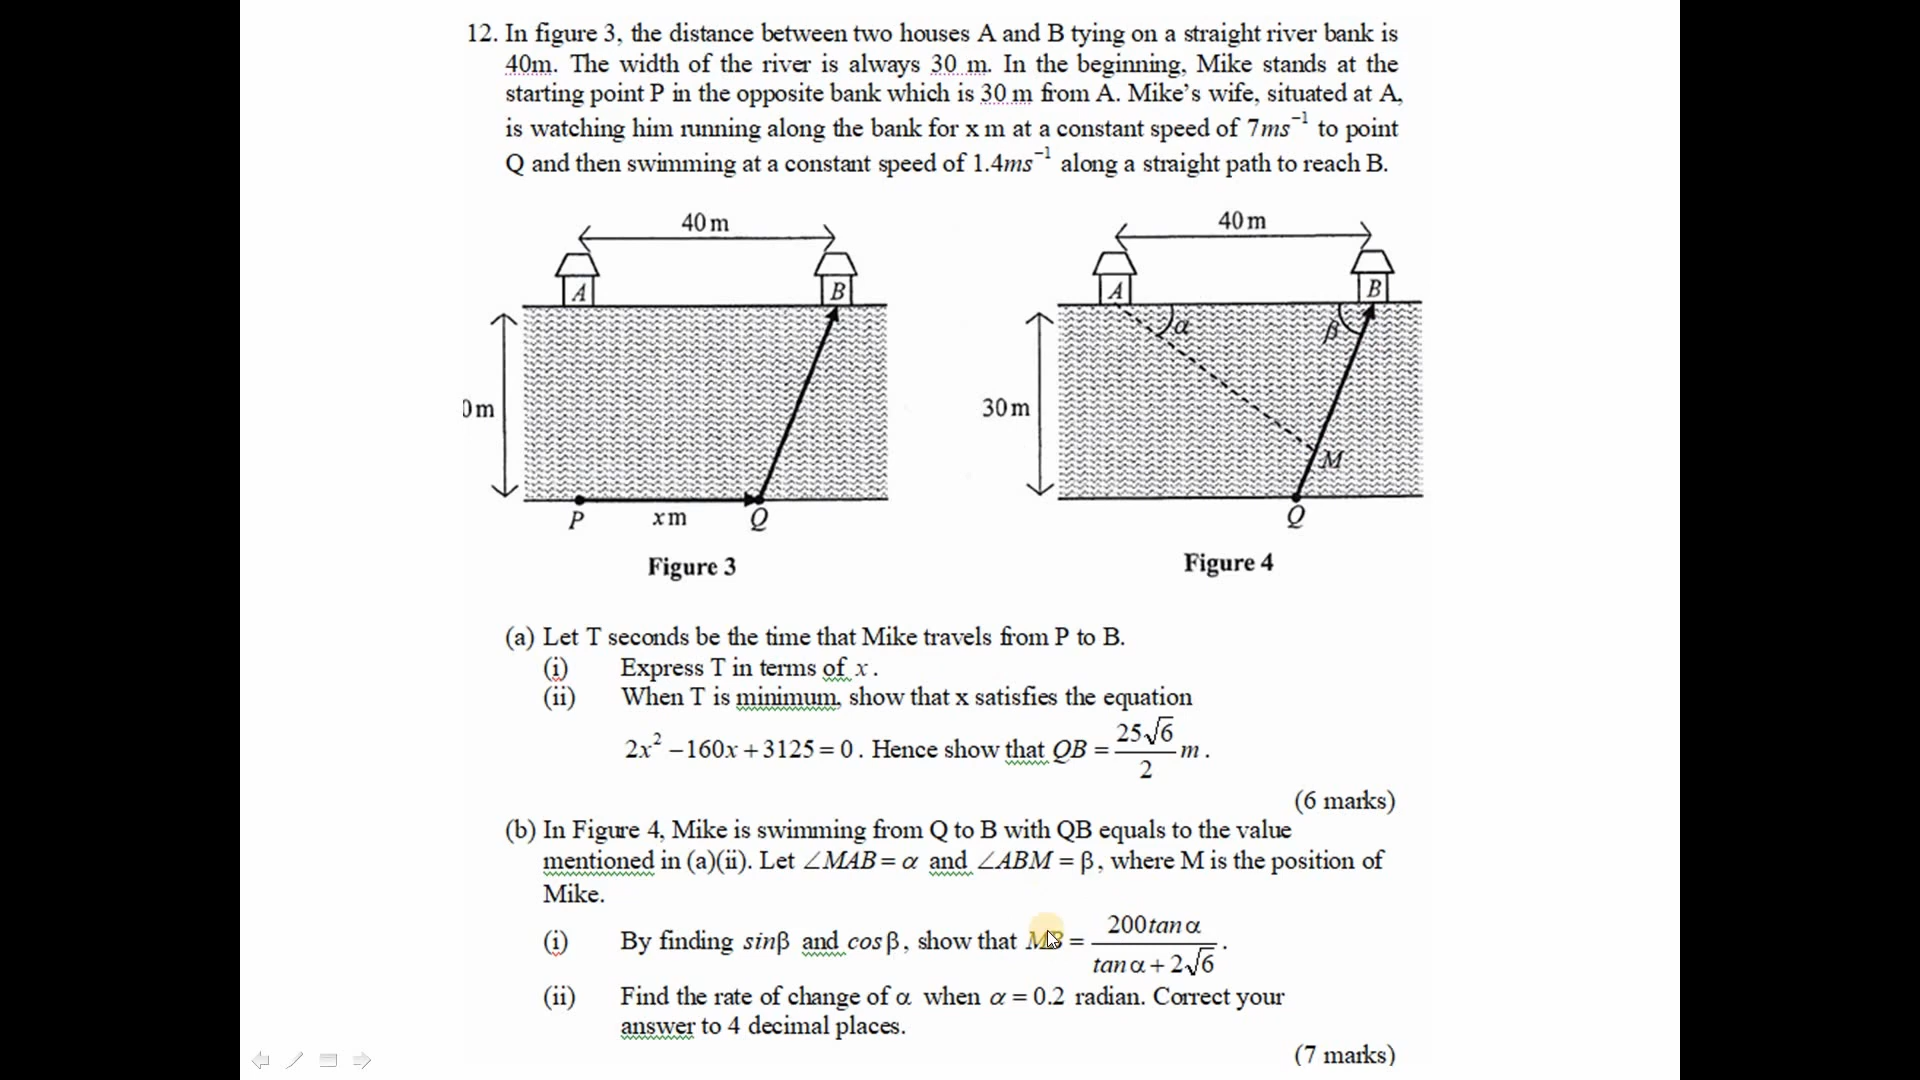 12. In figure 3, the distance between two houses A and B tying on a straight river bank is
40m. The width of the river is always 30 m. In the beginning, Mike stands at the
starting point P in the opposite bank which is 30 m from A. Mike's wife, situated at A,
is watching him running along the bank for x m at a constant speed of 7ms⁻¹ to point
Q and then swimming at a constant speed of 1.4ms⁻¹ along a straight path to reach B.
40 m
A
B
0 m
P
x m
Q
Figure 3
40 m
A
B
α
β
30 m
M
Q
Figure 4
(a) Let T seconds be the time that Mike travels from P to B.
(i) Express T in terms of x.
(ii) When T is minimum, show that x satisfies the equation
2x² − 160x + 3125 = 0. Hence show that QB = 25√6/2 m.
(6 marks)
(b) In Figure 4, Mike is swimming from Q to B with QB equals to the value
mentioned in (a)(ii). Let ∠MAB = α and ∠ABM = β, where M is the position of
Mike.
(i) By finding sinβ and cosβ, show that MB = 200tanα/(tanα + 2√6).
(ii) Find the rate of change of α when α = 0.2 radian. Correct your
answer to 4 decimal places.
(7 marks)